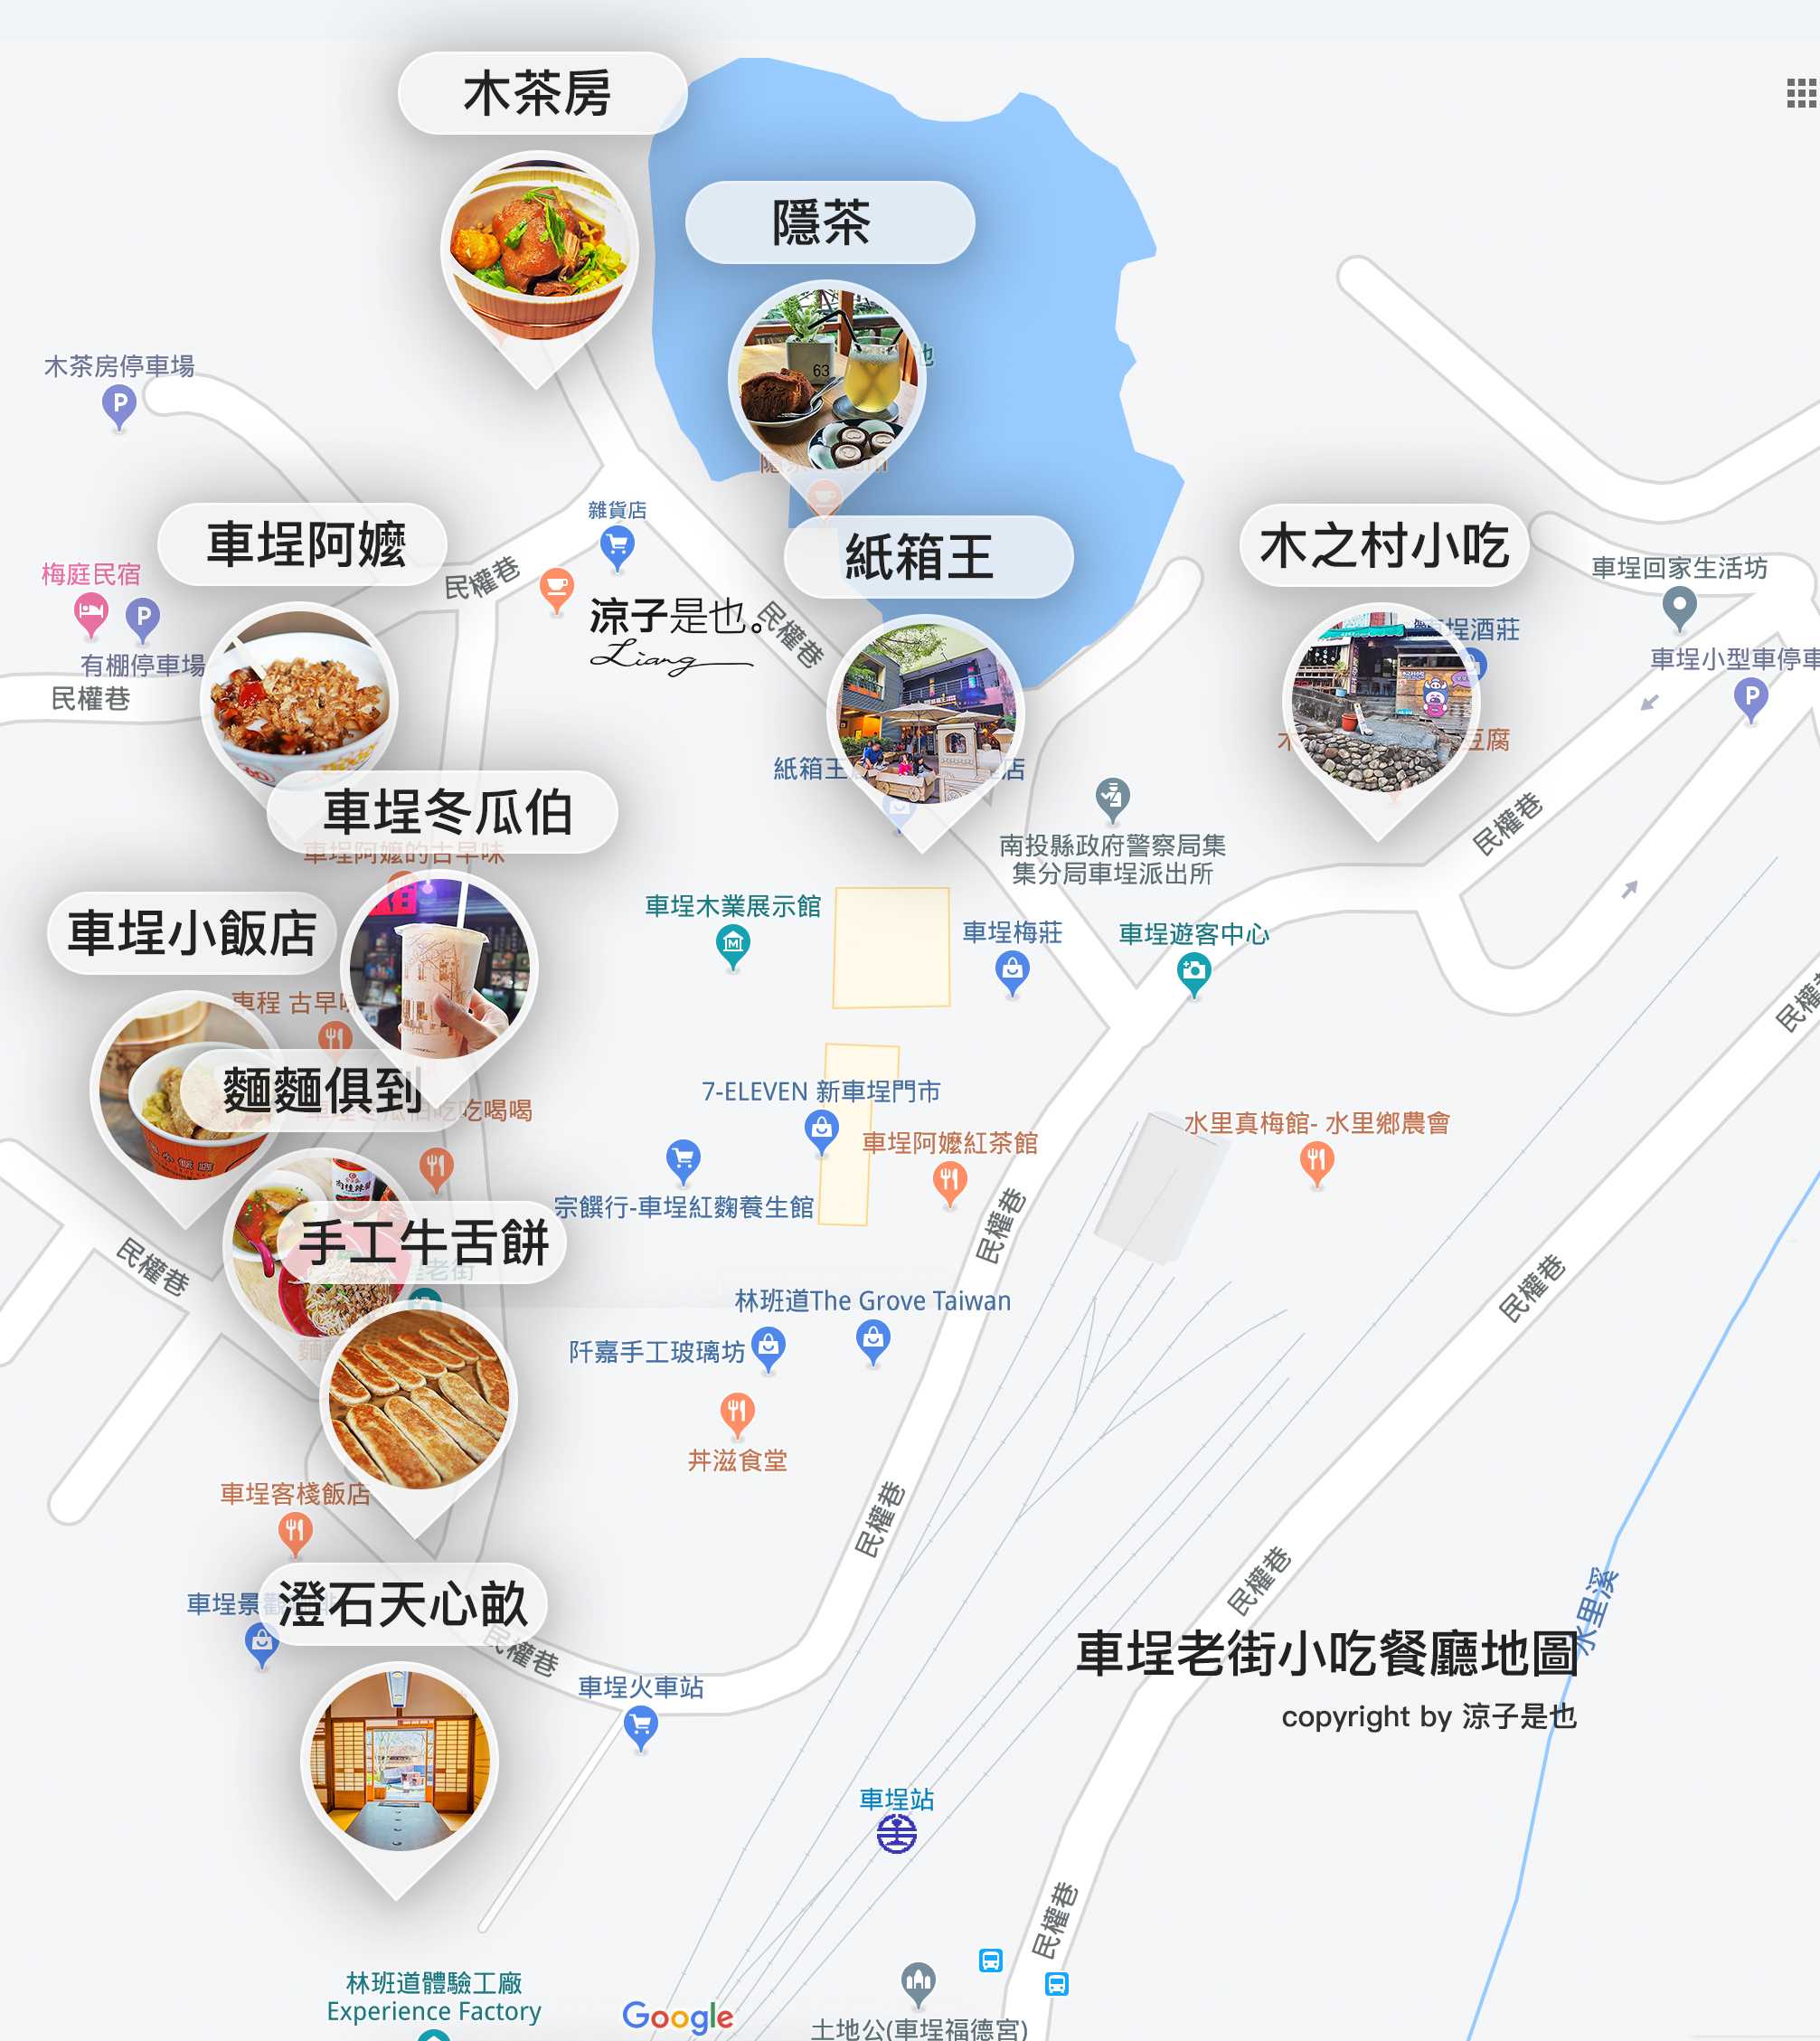 木茶房
隱茶
63
木茶房停車場
雜貨店
車埕阿嬤
紙箱王
木之村小吃
民權巷
車埕回家生活坊
梅庭民宿
涼子是也。
Liang
民權巷
車埕酒莊
有棚停車場
車埕小型車停車
民權巷
豆腐
紙箱王
店
車埕冬瓜伯
民權巷
南投縣政府警察局集
集分局車埕派出所
車埕阿嬤的古早味
車埕小飯店
車埕木業展示館
車埕梅莊
車埕遊客中心
車程 古早味
民權巷
麵麵俱到
7-ELEVEN 新車埕門市
車埕冬瓜伯吃吃喝喝
水里真梅館- 水里鄉農會
車埕阿嬤紅茶館
小飯店
宗饌行-車埕紅麴養生館
民權巷
手工牛舌餅
民權巷
老街
民權巷
林班道The Grove Taiwan
阡嘉手工玻璃坊
丼滋食堂
車埕客棧飯店
民權巷
民權巷
澄石天心畝
車埕景觀
水里溪
民權巷
車埕老街小吃餐廳地圖
車埕火車站
copyright by 涼子是也
車埕站
民權巷
林班道體驗工廠
Experience Factory
Google
土地公(車埕福德宮)